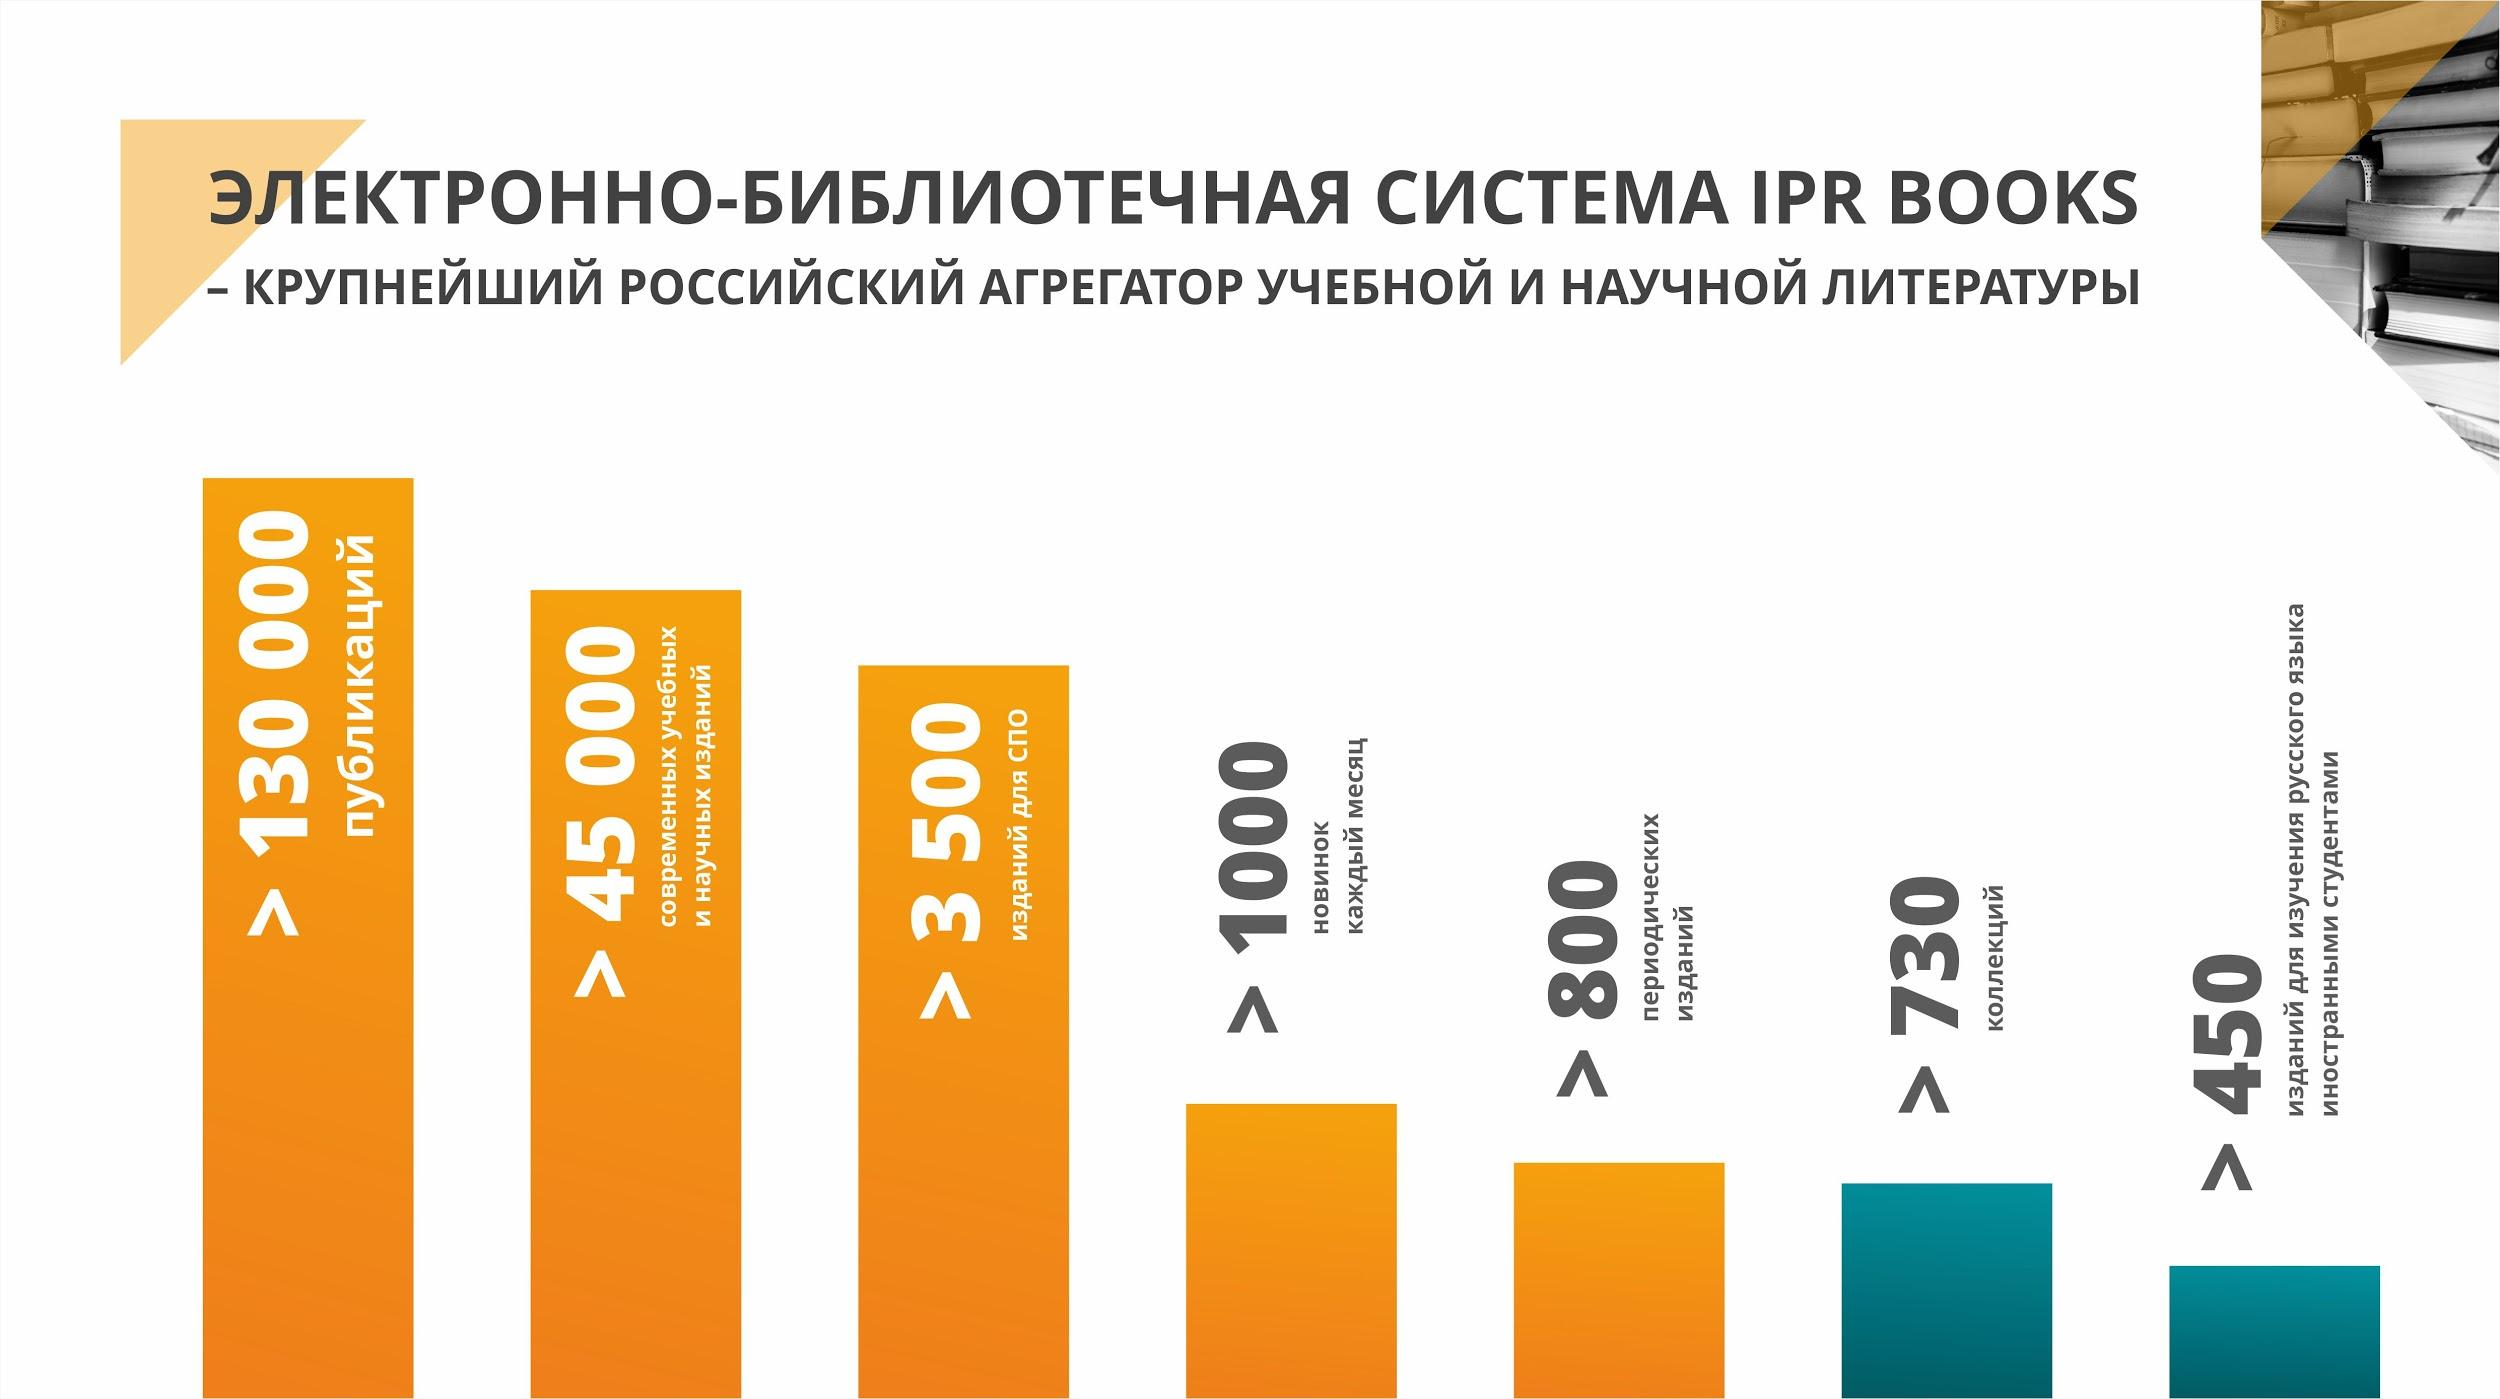 ЭЛЕКТРОННО-БИБЛИОТЕЧНАЯ СИСТЕМА IPR BOOKS
– КРУПНЕЙШИЙ РОССИЙСКИЙ АГРЕГАТОР УЧЕБНОЙ И НАУЧНОЙ ЛИТЕРАТУРЫ
> 130 000
публикаций
> 45 000
современных учебных
и научных изданий
> 3 500
изданий для СПО
> 1000
новинок
каждый месяц
> 800
периодических
изданий
> 730
коллекций
> 450
изданий для изучения русского языка
иностранными студентами